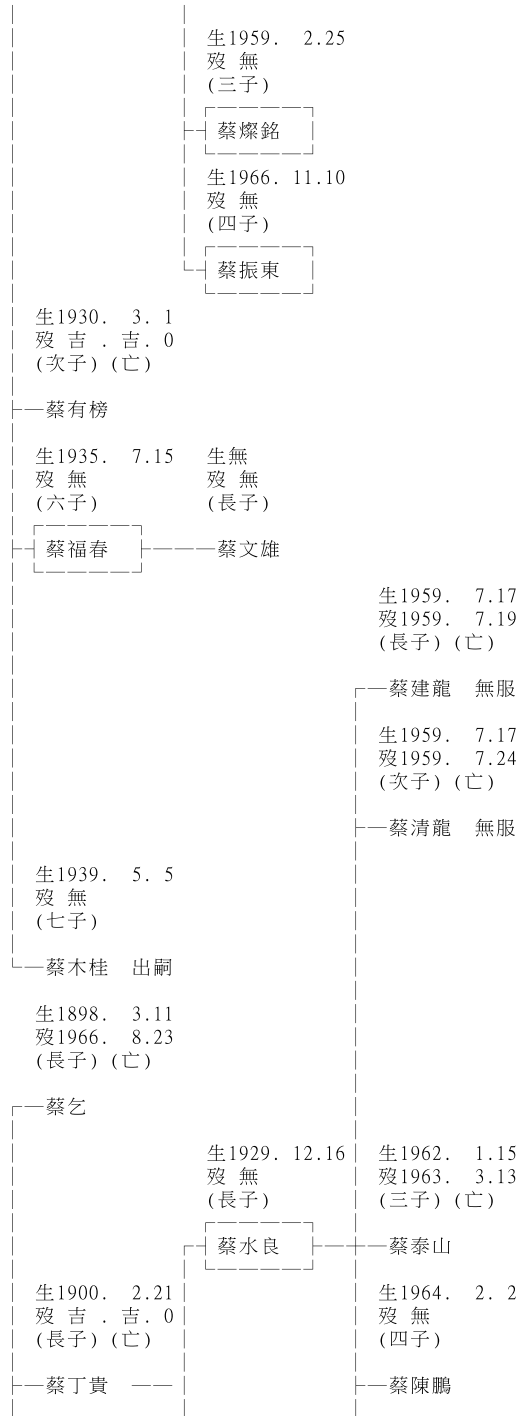 生1959. 2.25
歿 無
(三子)
蔡燦銘
生1966. 11.10
歿 無
(四子)
蔡振東
生1930. 3. 1
歿 吉 . 吉. 0
(次子) (亡)
蔡有榜
生1935. 7.15 生無
歿 無 歿 無
(六子) (長子)
蔡福春 蔡文雄
生1959. 7.17
歿1959. 7.19
(長子) (亡)
蔡建龍 無服
生1959. 7.17
歿1959. 7.24
(次子) (亡)
蔡清龍 無服
生1939. 5. 5
歿 無
(七子)
蔡木桂 出嗣
生1898. 3.11
歿1966. 8.23
(長子) (亡)
蔡乞
生1929. 12.16 生1962. 1.15
歿 無 歿1963. 3.13
(長子) (三子) (亡)
蔡水良 蔡泰山
生1900. 2.21 生1964. 2. 2
歿 吉 . 吉. 0 歿 無
(長子) (亡) (四子)
蔡丁貴 蔡陳鵬